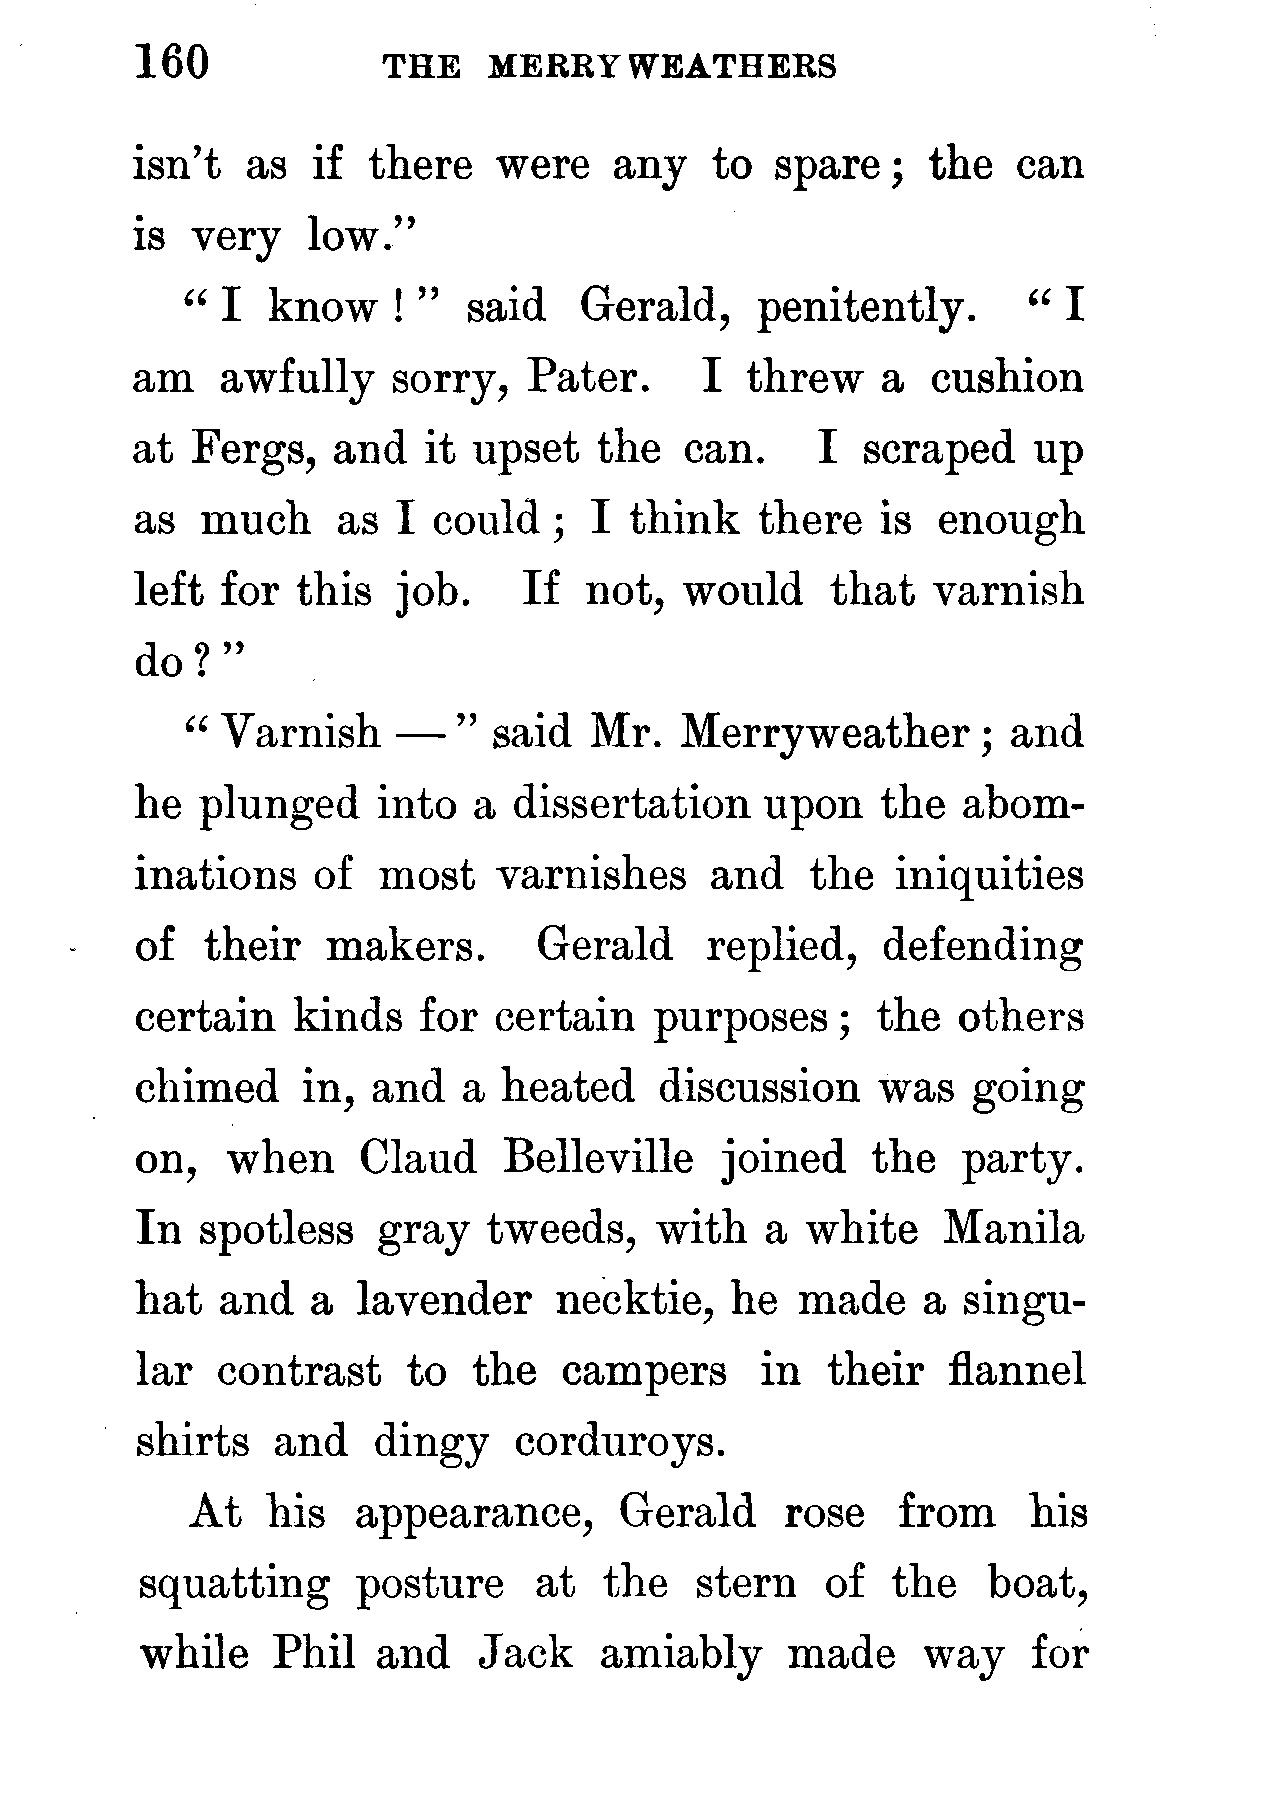 160 THE MERRYWEATHERS
isn't as if there were any to spare; the can
is very low."
"I know!" said Gerald, penitently. "I
am awfully sorry, Pater. I threw a cushion
at Fergs, and it upset the can. I scraped up
as much as I could; I think there is enough
left for this job. If not, would that varnish
do?"
"Varnish —" said Mr. Merryweather; and
he plunged into a dissertation upon the abom-
inations of most varnishes and the iniquities
of their makers. Gerald replied, defending
certain kinds for certain purposes; the others
chimed in, and a heated discussion was going
on, when Claud Belleville joined the party.
In spotless gray tweeds, with a white Manila
hat and a lavender necktie, he made a singu-
lar contrast to the campers in their flannel
shirts and dingy corduroys.
At his appearance, Gerald rose from his
squatting posture at the stern of the boat,
while Phil and Jack amiably made way for